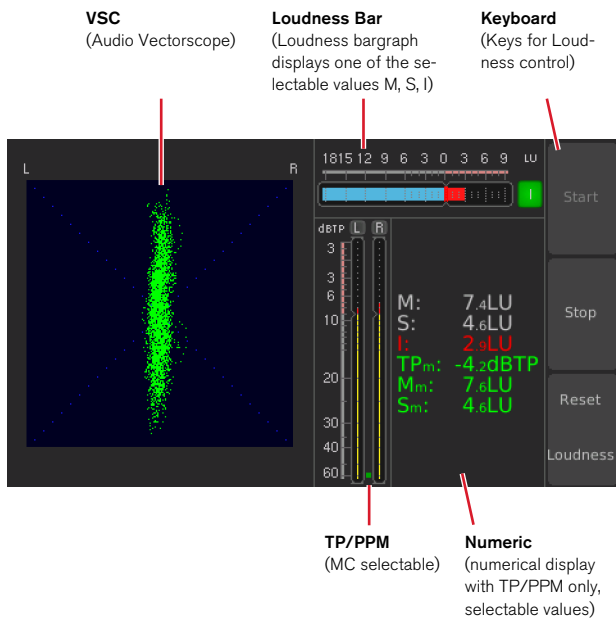 VSC
(Audio Vectorscope)
Loudness Bar
(Loudness bargraph
displays one of the se-
lectable values M, S, I)
Keyboard
(Keys for Loud-
ness control)
L R
1815 12 9 6 3 0 3 6 9 LU
I
Start
dBTP L R
3
3
6
10
20
30
40
60
M: 7.4LU
S: 4.6LU
I: 2.9LU
TPm: -4.2dBTP
Mm: 7.6LU
Sm: 4.6LU
Stop
Reset
Loudness
TP/PPM
(MC selectable)
Numeric
(numerical display
with TP/PPM only,
selectable values)